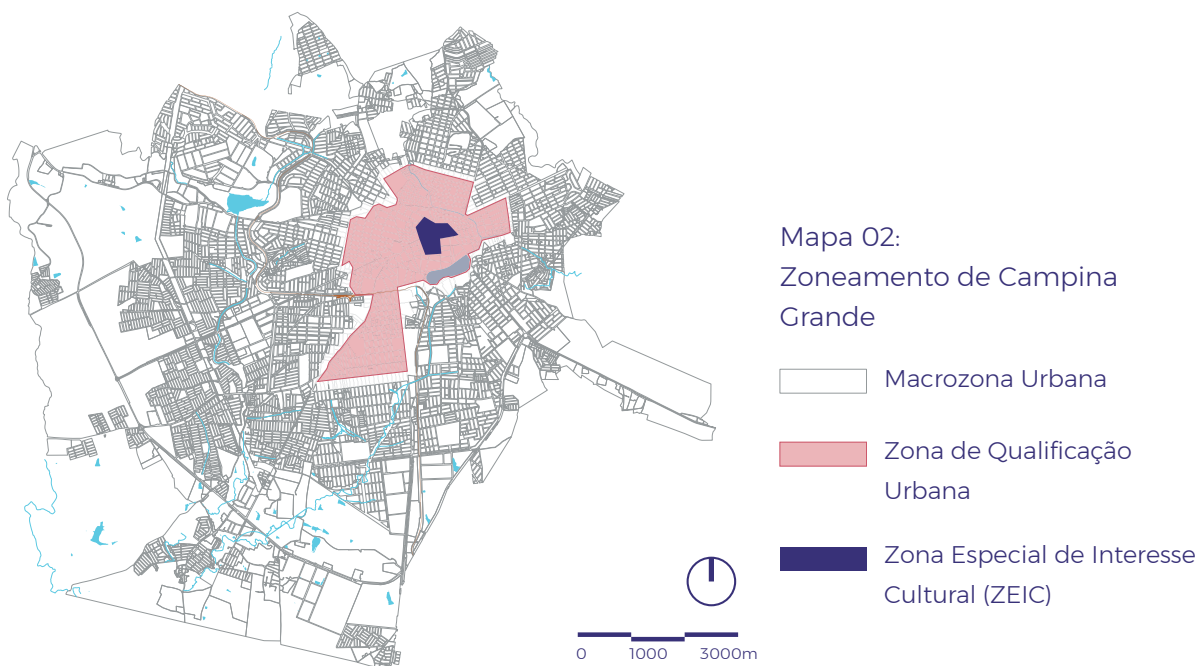 Mapa 02:
Zoneamento de Campina
Grande
Macrozona Urbana
Zona de Qualificação
Urbana
Zona Especial de Interesse
Cultural (ZEIC)
0 1000 3000m